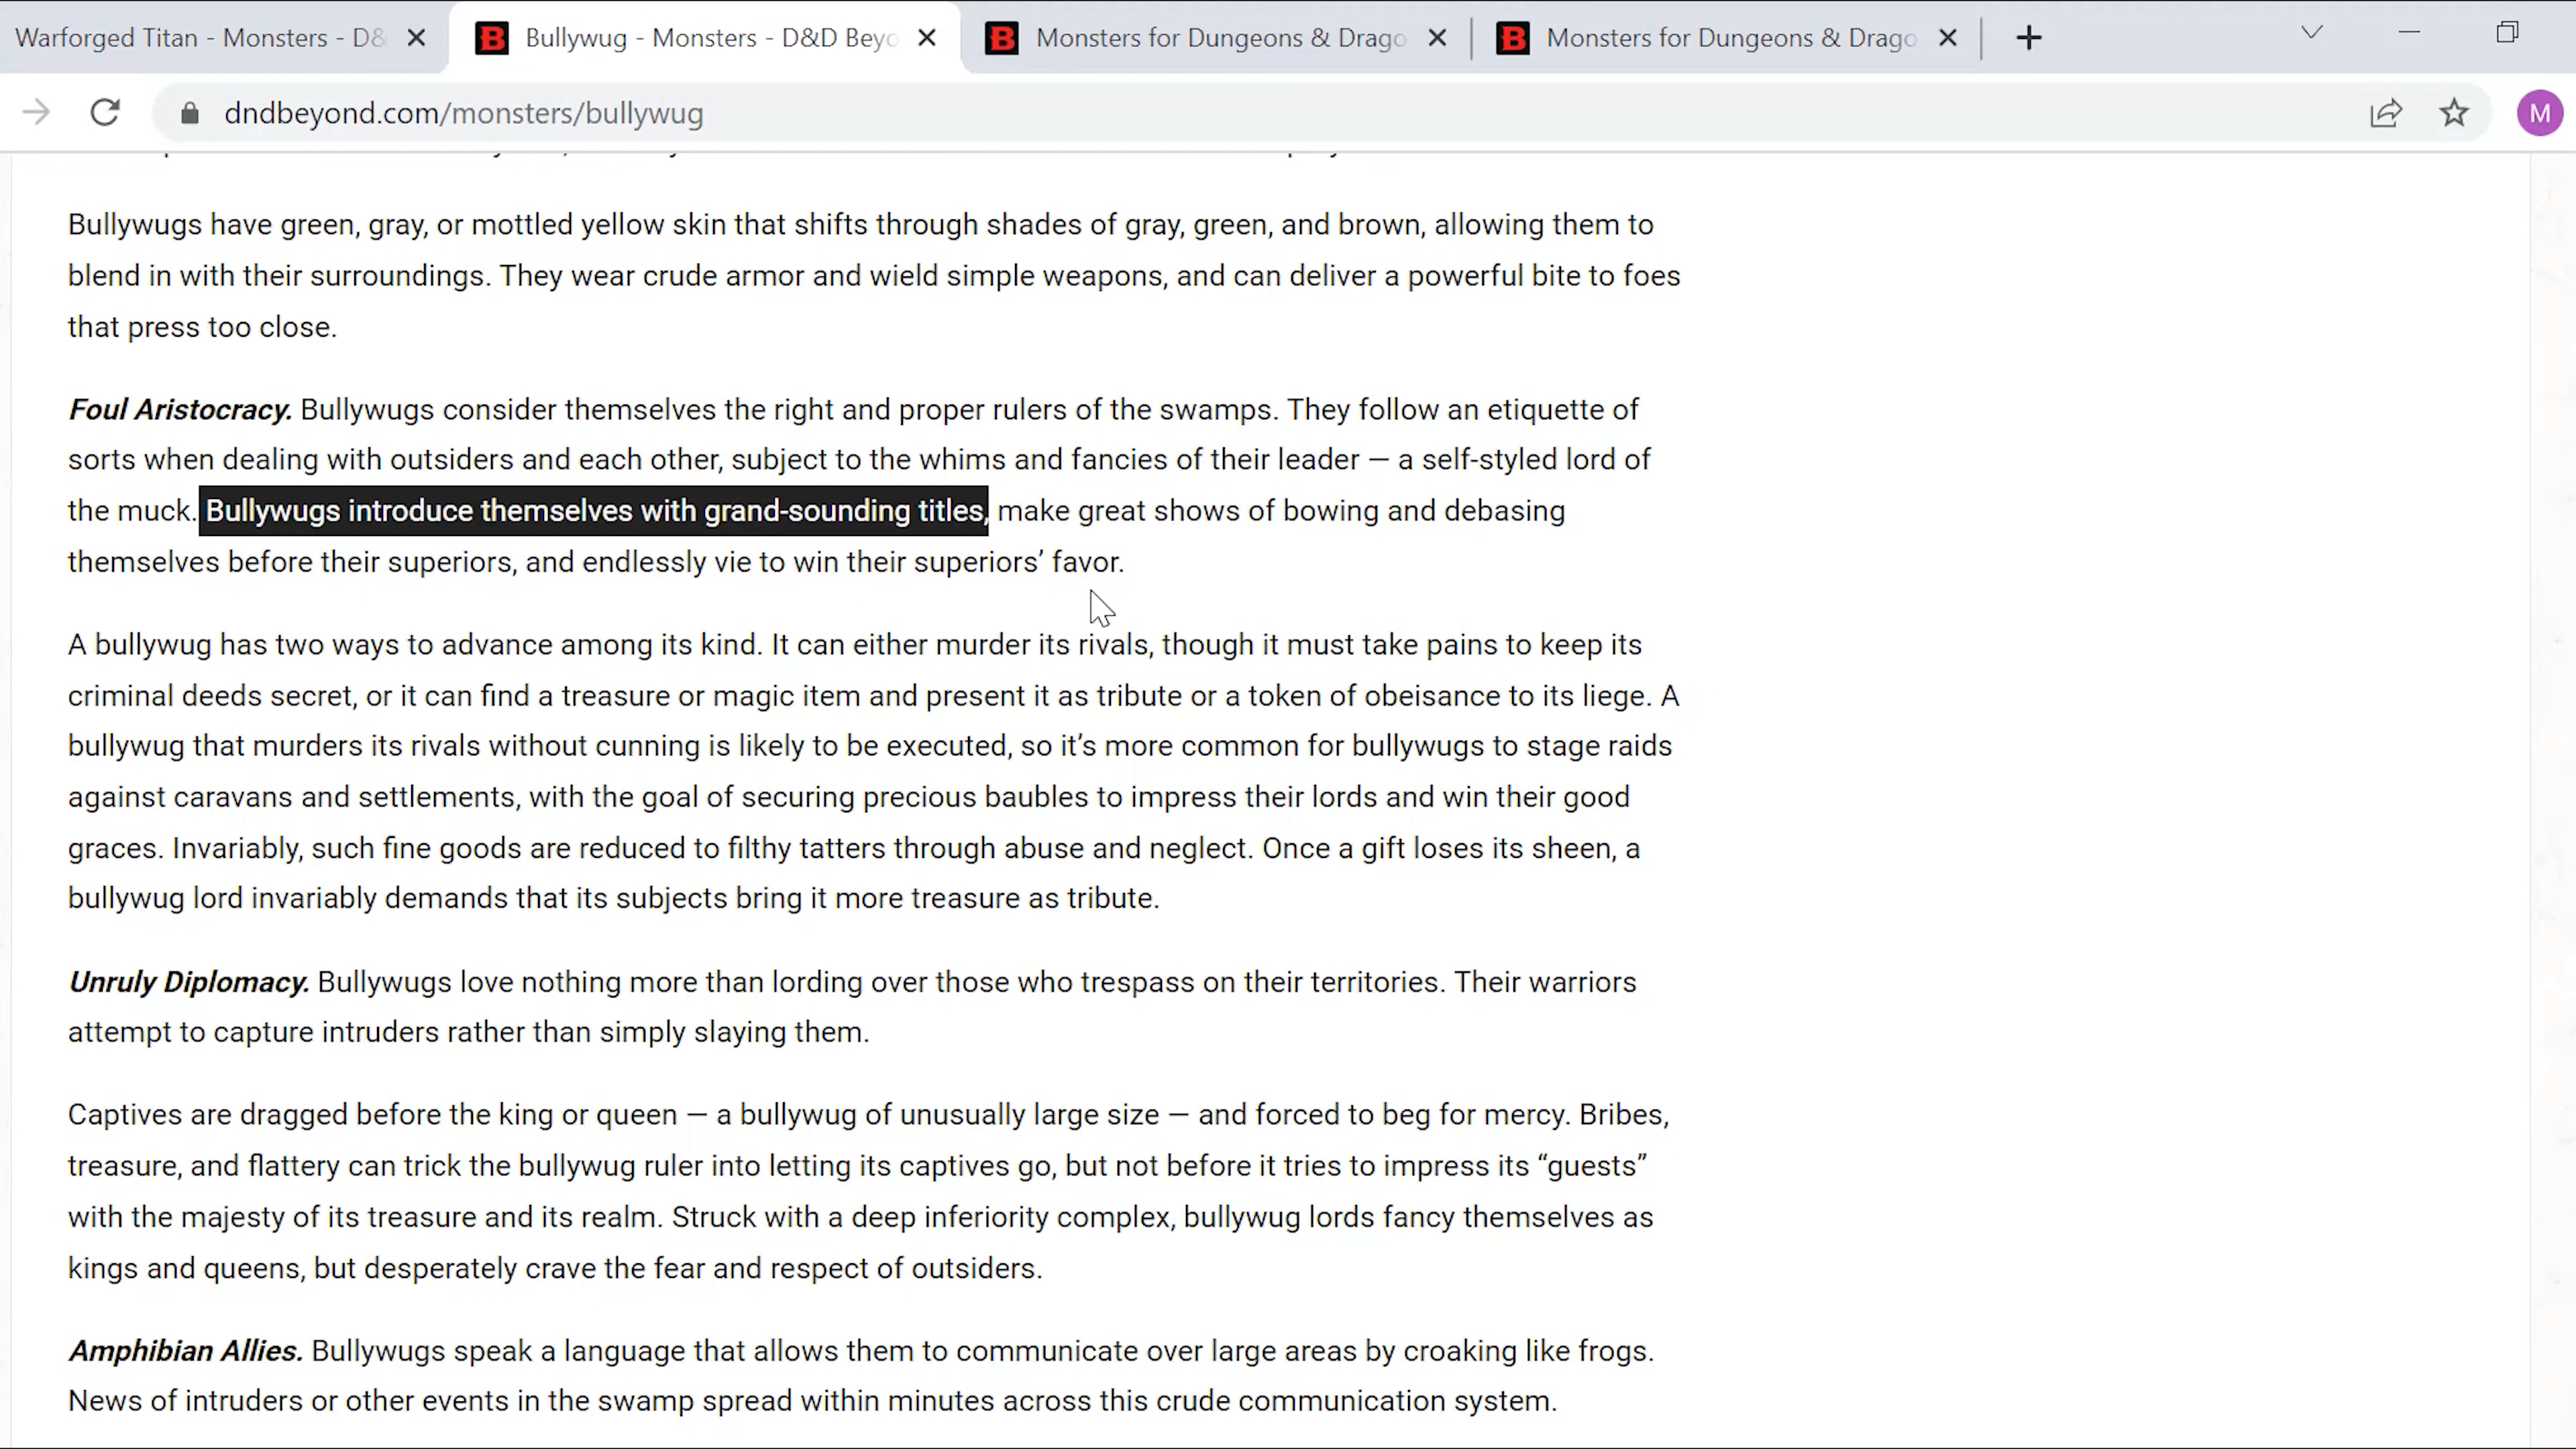 Warforged Titan - Monsters - D&
Bullywug - Monsters - D&D Beyo
Monsters for Dungeons & Drago
Monsters for Dungeons & Drago
dndbeyond.com/monsters/bullywug
M
Bullywugs have green, gray, or mottled yellow skin that shifts through shades of gray, green, and brown, allowing them to
blend in with their surroundings. They wear crude armor and wield simple weapons, and can deliver a powerful bite to foes
that press too close.
Foul Aristocracy. Bullywugs consider themselves the right and proper rulers of the swamps. They follow an etiquette of
sorts when dealing with outsiders and each other, subject to the whims and fancies of their leader — a self-styled lord of
the muck. Bullywugs introduce themselves with grand-sounding titles, make great shows of bowing and debasing
themselves before their superiors, and endlessly vie to win their superiors’ favor.
A bullywug has two ways to advance among its kind. It can either murder its rivals, though it must take pains to keep its
criminal deeds secret, or it can find a treasure or magic item and present it as tribute or a token of obeisance to its liege. A
bullywug that murders its rivals without cunning is likely to be executed, so it’s more common for bullywugs to stage raids
against caravans and settlements, with the goal of securing precious baubles to impress their lords and win their good
graces. Invariably, such fine goods are reduced to filthy tatters through abuse and neglect. Once a gift loses its sheen, a
bullywug lord invariably demands that its subjects bring it more treasure as tribute.
Unruly Diplomacy. Bullywugs love nothing more than lording over those who trespass on their territories. Their warriors
attempt to capture intruders rather than simply slaying them.
Captives are dragged before the king or queen — a bullywug of unusually large size — and forced to beg for mercy. Bribes,
treasure, and flattery can trick the bullywug ruler into letting its captives go, but not before it tries to impress its “guests”
with the majesty of its treasure and its realm. Struck with a deep inferiority complex, bullywug lords fancy themselves as
kings and queens, but desperately crave the fear and respect of outsiders.
Amphibian Allies. Bullywugs speak a language that allows them to communicate over large areas by croaking like frogs.
News of intruders or other events in the swamp spread within minutes across this crude communication system.